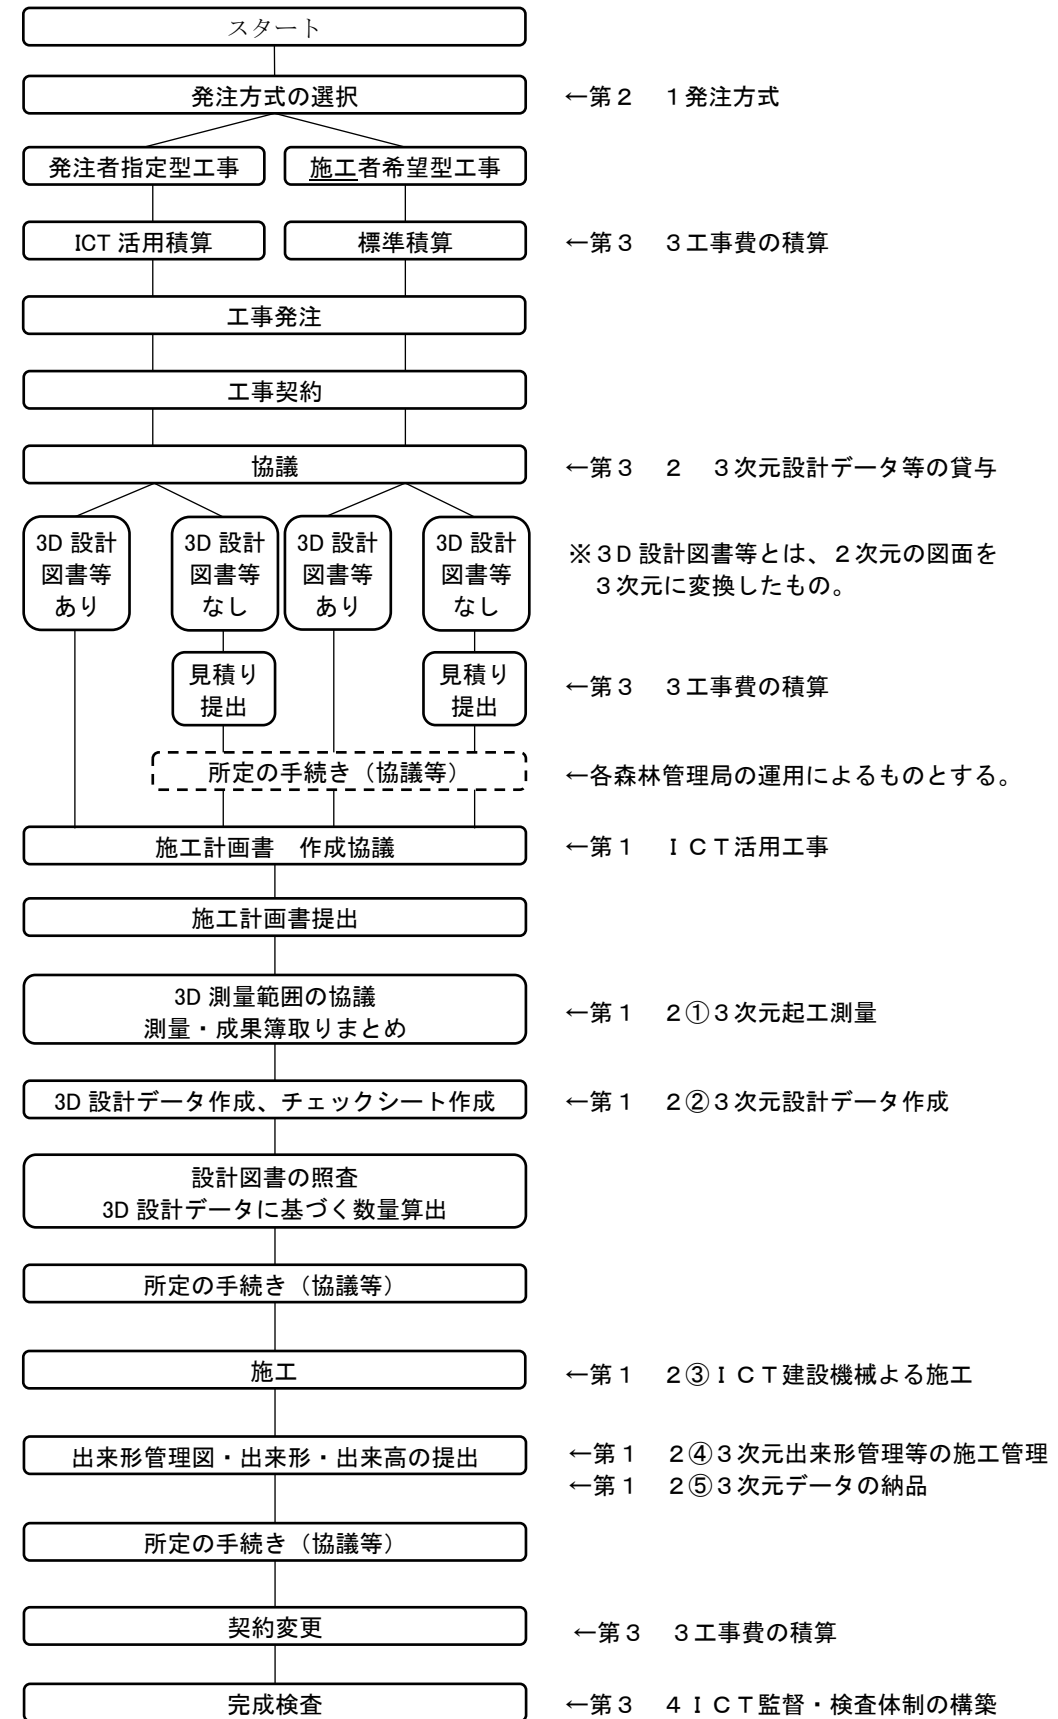 スタート
発注方式の選択 ←第２　１発注方式
発注者指定型工事 施工者希望型工事
ICT 活用積算 標準積算 ←第３　３工事費の積算
工事発注
工事契約
協議 ←第３　２　３次元設計データ等の貸与
3D 設計 3D 設計 3D 設計 3D 設計
図書等 図書等 図書等 図書等
あり なし あり なし
※３D 設計図書等とは、２次元の図面を
３次元に変換したもの。
見積り 見積り
提出 提出
←第３　３工事費の積算
所定の手続き（協議等） ←各森林管理局の運用によるものとする。
施工計画書　作成協議 ←第１　ＩＣＴ活用工事
施工計画書提出
3D 測量範囲の協議
測量・成果簿取りまとめ
←第１　２①３次元起工測量
3D 設計データ作成、チェックシート作成 ←第１　２②３次元設計データ作成
設計図書の照査
3D 設計データに基づく数量算出
所定の手続き（協議等）
施工 ←第１　２③ＩＣＴ建設機械よる施工
出来形管理図・出来形・出来高の提出 ←第１　２④３次元出来形管理等の施工管理
←第１　２⑤３次元データの納品
所定の手続き（協議等）
契約変更 ←第３　３工事費の積算
完成検査 ←第３　４ＩＣＴ監督・検査体制の構築